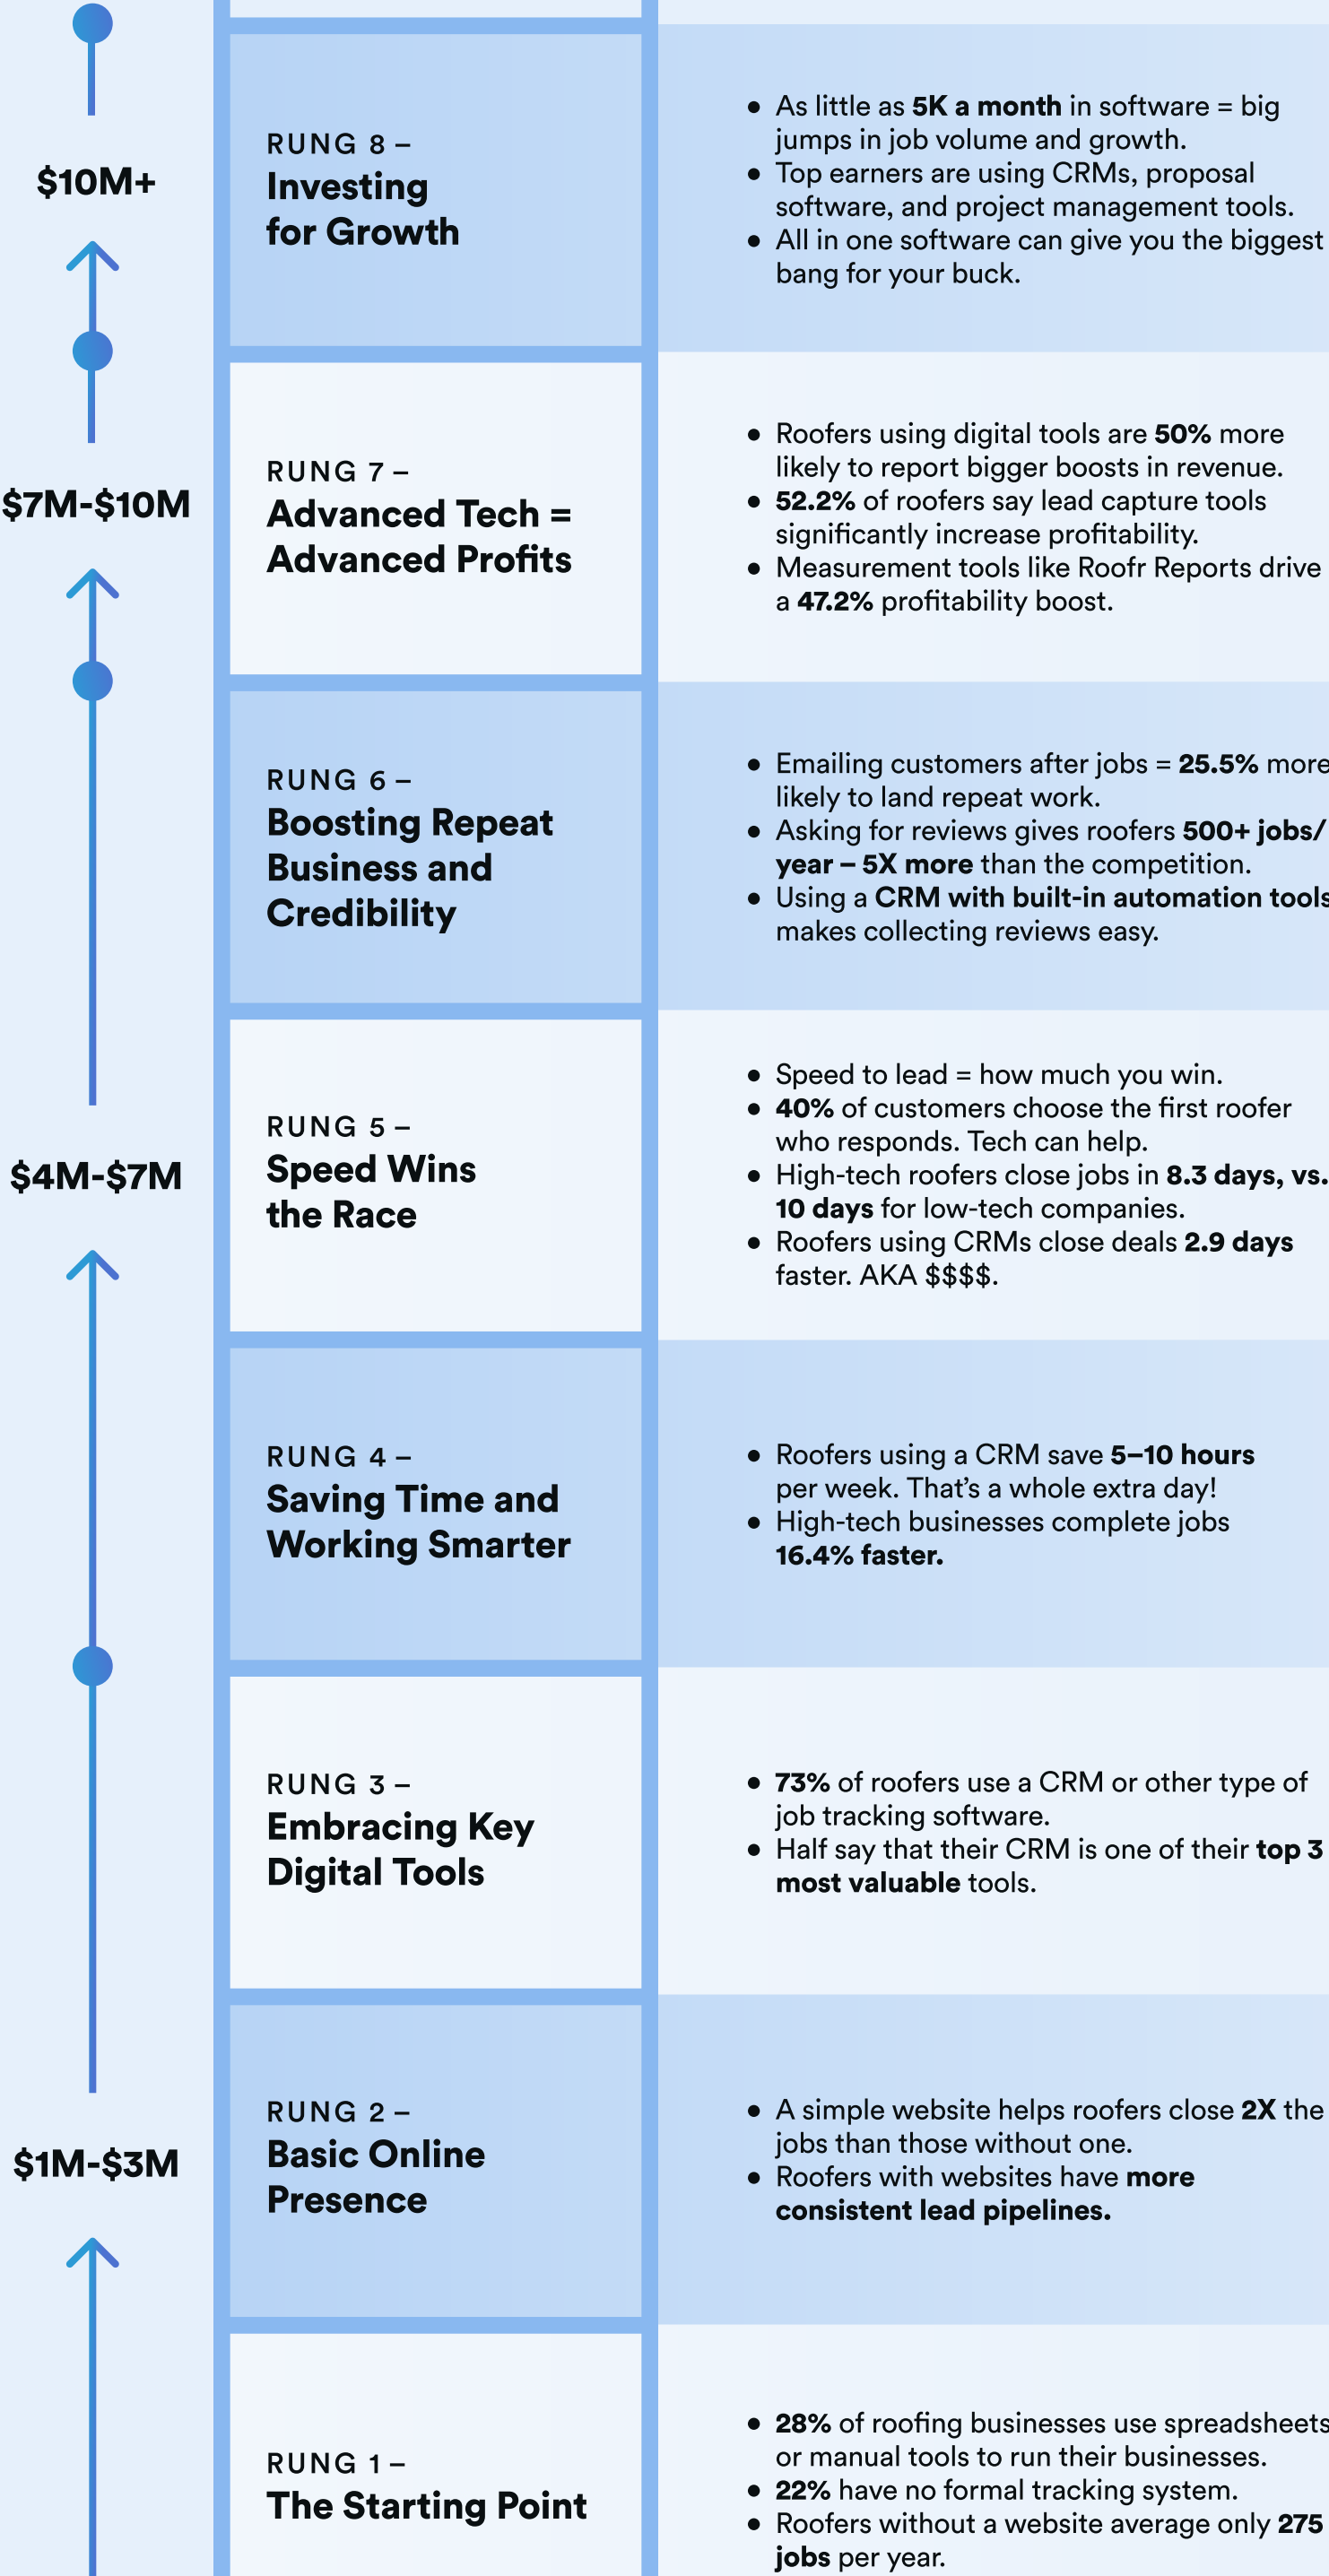 $10M+
RUNG 8 –
Investing
for Growth
• As little as 5K a month in software = big
jumps in job volume and growth.
• Top earners are using CRMs, proposal
software, and project management tools.
• All in one software can give you the biggest
bang for your buck.
$7M-$10M
RUNG 7 –
Advanced Tech =
Advanced Profits
• Roofers using digital tools are 50% more
likely to report bigger boosts in revenue.
• 52.2% of roofers say lead capture tools
significantly increase profitability.
• Measurement tools like Roofr Reports drive
a 47.2% profitability boost.
RUNG 6 –
Boosting Repeat
Business and
Credibility
• Emailing customers after jobs = 25.5% more
likely to land repeat work.
• Asking for reviews gives roofers 500+ jobs/
year – 5X more than the competition.
• Using a CRM with built-in automation tools
makes collecting reviews easy.
$4M-$7M
RUNG 5 –
Speed Wins
the Race
• Speed to lead = how much you win.
• 40% of customers choose the first roofer
who responds. Tech can help.
• High-tech roofers close jobs in 8.3 days, vs.
10 days for low-tech companies.
• Roofers using CRMs close deals 2.9 days
faster. AKA $$$$.
RUNG 4 –
Saving Time and
Working Smarter
• Roofers using a CRM save 5–10 hours
per week. That’s a whole extra day!
• High-tech businesses complete jobs
16.4% faster.
RUNG 3 –
Embracing Key
Digital Tools
• 73% of roofers use a CRM or other type of
job tracking software.
• Half say that their CRM is one of their top 3
most valuable tools.
$1M-$3M
RUNG 2 –
Basic Online
Presence
• A simple website helps roofers close 2X the
jobs than those without one.
• Roofers with websites have more
consistent lead pipelines.
RUNG 1 –
The Starting Point
• 28% of roofing businesses use spreadsheets
or manual tools to run their businesses.
• 22% have no formal tracking system.
• Roofers without a website average only 275
jobs per year.